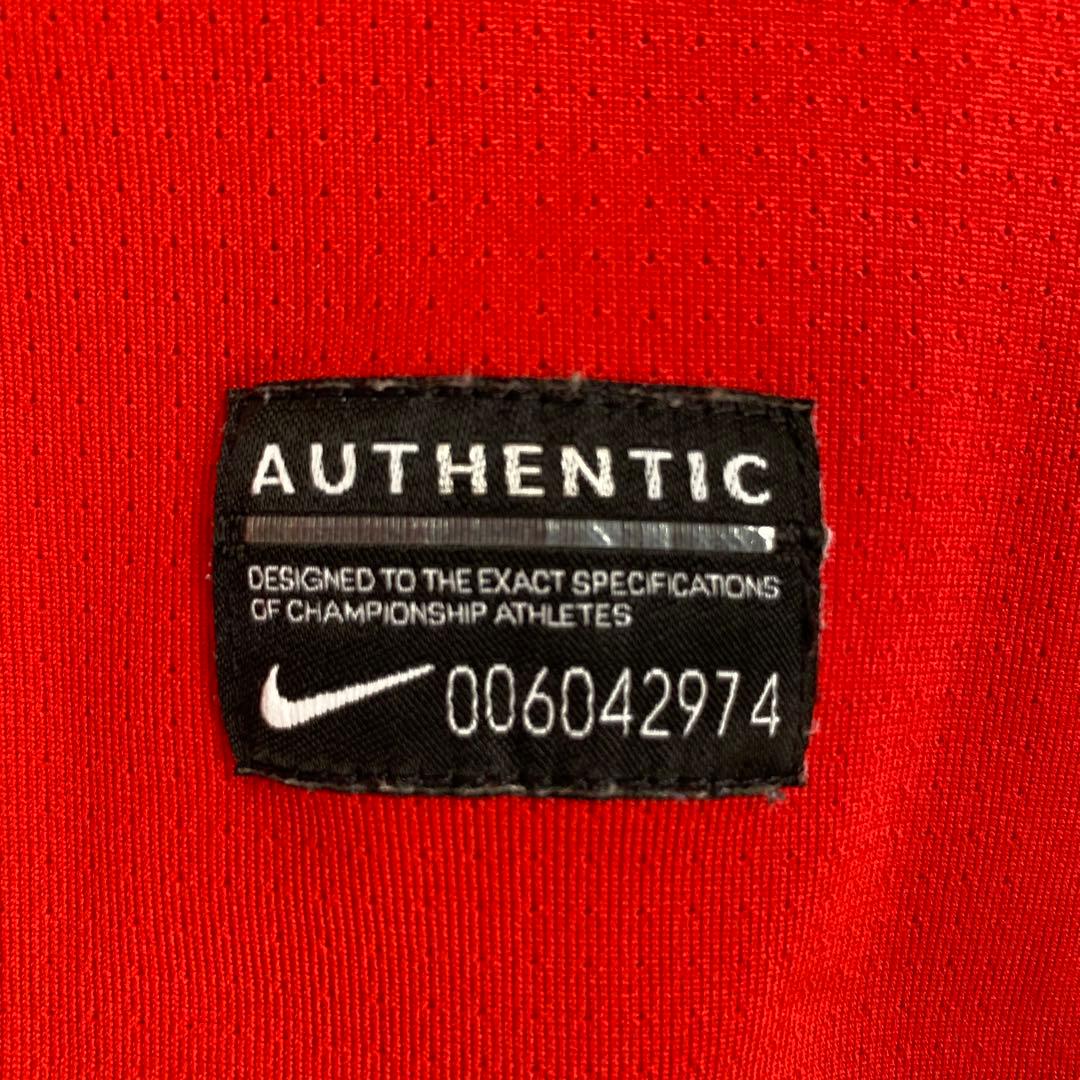 AUTHENTIC
DESIGNED TO THE EXACT SPECIFICATIONS
OF CHAMPIONSHIP ATHLETES
006042974